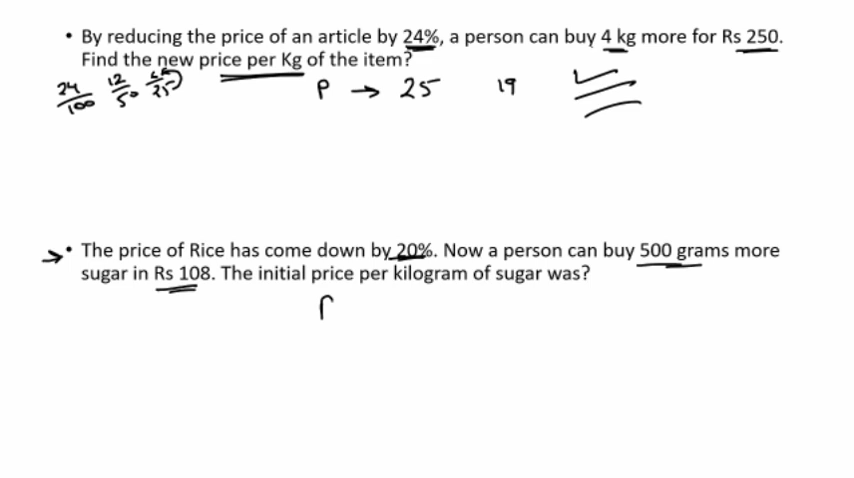 • By reducing the price of an article by 24%, a person can buy 4 kg more for Rs 250.
Find the new price per Kg of the item?
24/100 12/50 6/25 P → 25 19
• The price of Rice has come down by 20%. Now a person can buy 500 grams more
sugar in Rs 108. The initial price per kilogram of sugar was?